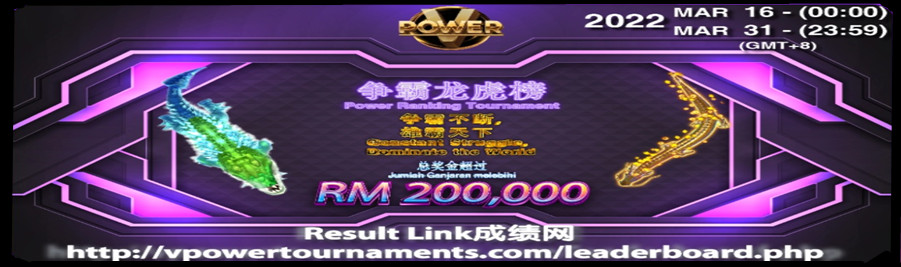 V
POWER
2022 MAR 16 - (00:00)
MAR 31 - (23:59)
(GMT+8)
争霸龙虎榜
Power Ranking Tournament
争霸不断,
雄霸天下
Constant Struggle,
Dominate the World
总奖金超过
Jumlah Ganjaran melebihi
RM 200,000
Result Link成绩网
http://vpowertournaments.com/leaderboard.php